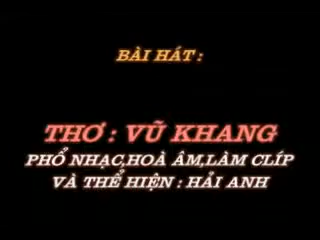 BÀI HÁT :
THƠ : VŨ KHANG
PHỔ NHẠC,HOÀ ÂM,LÀM CLÍP
VÀ THỂ HIỆN : HẢI ANH